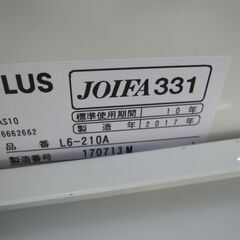 LUS
JOIFA 331
AS10
6662662
標準使用期間 10年
製造年 2017年
品番 L6-210A
製造番号 170713M